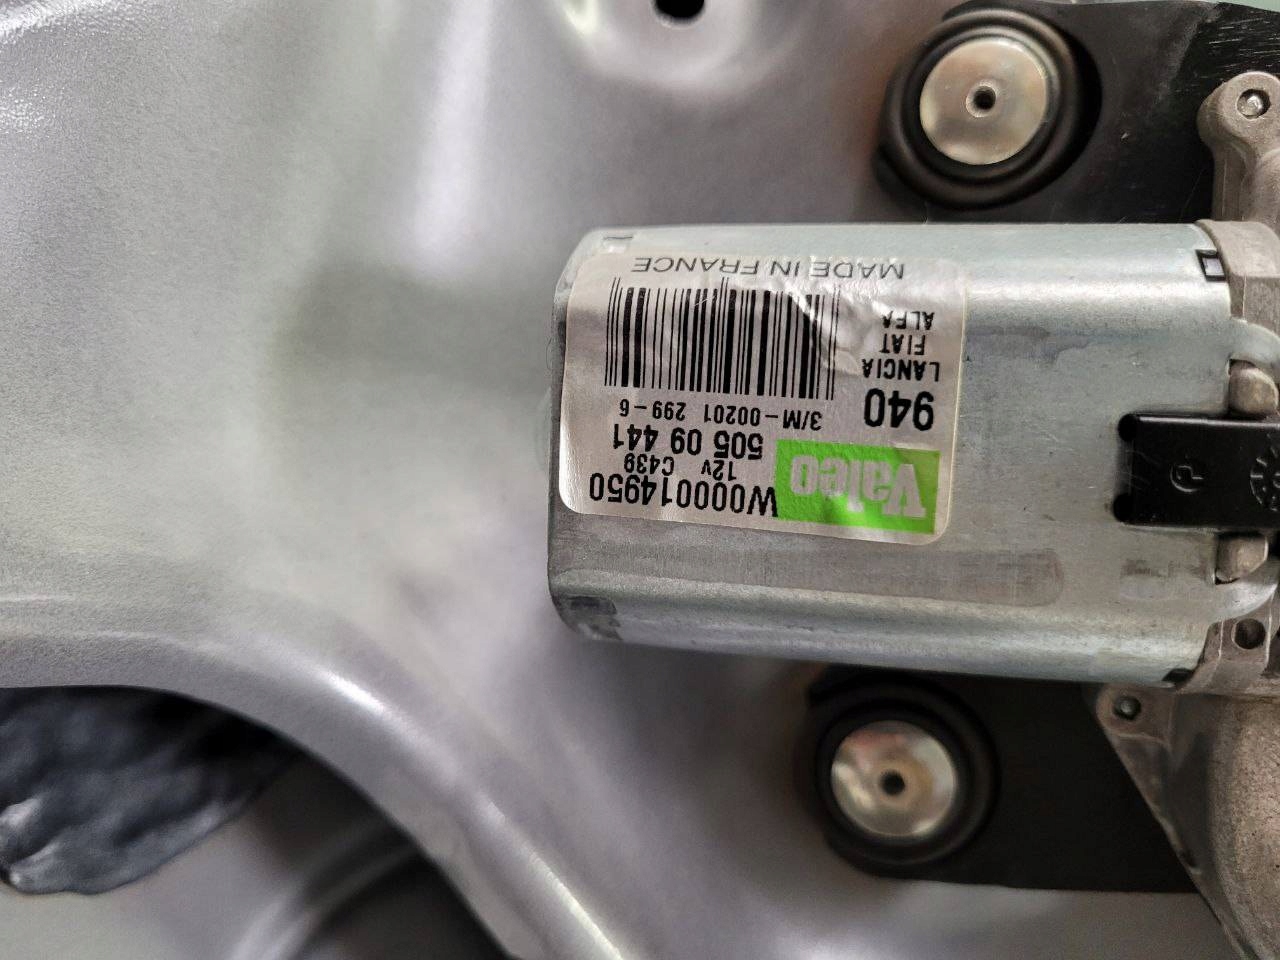 Valeo
W000014950
12v C439
505 09 441
940
3/M-00201 299-6
LANCIA
FIAT
ALFA
MADE IN FRANCE